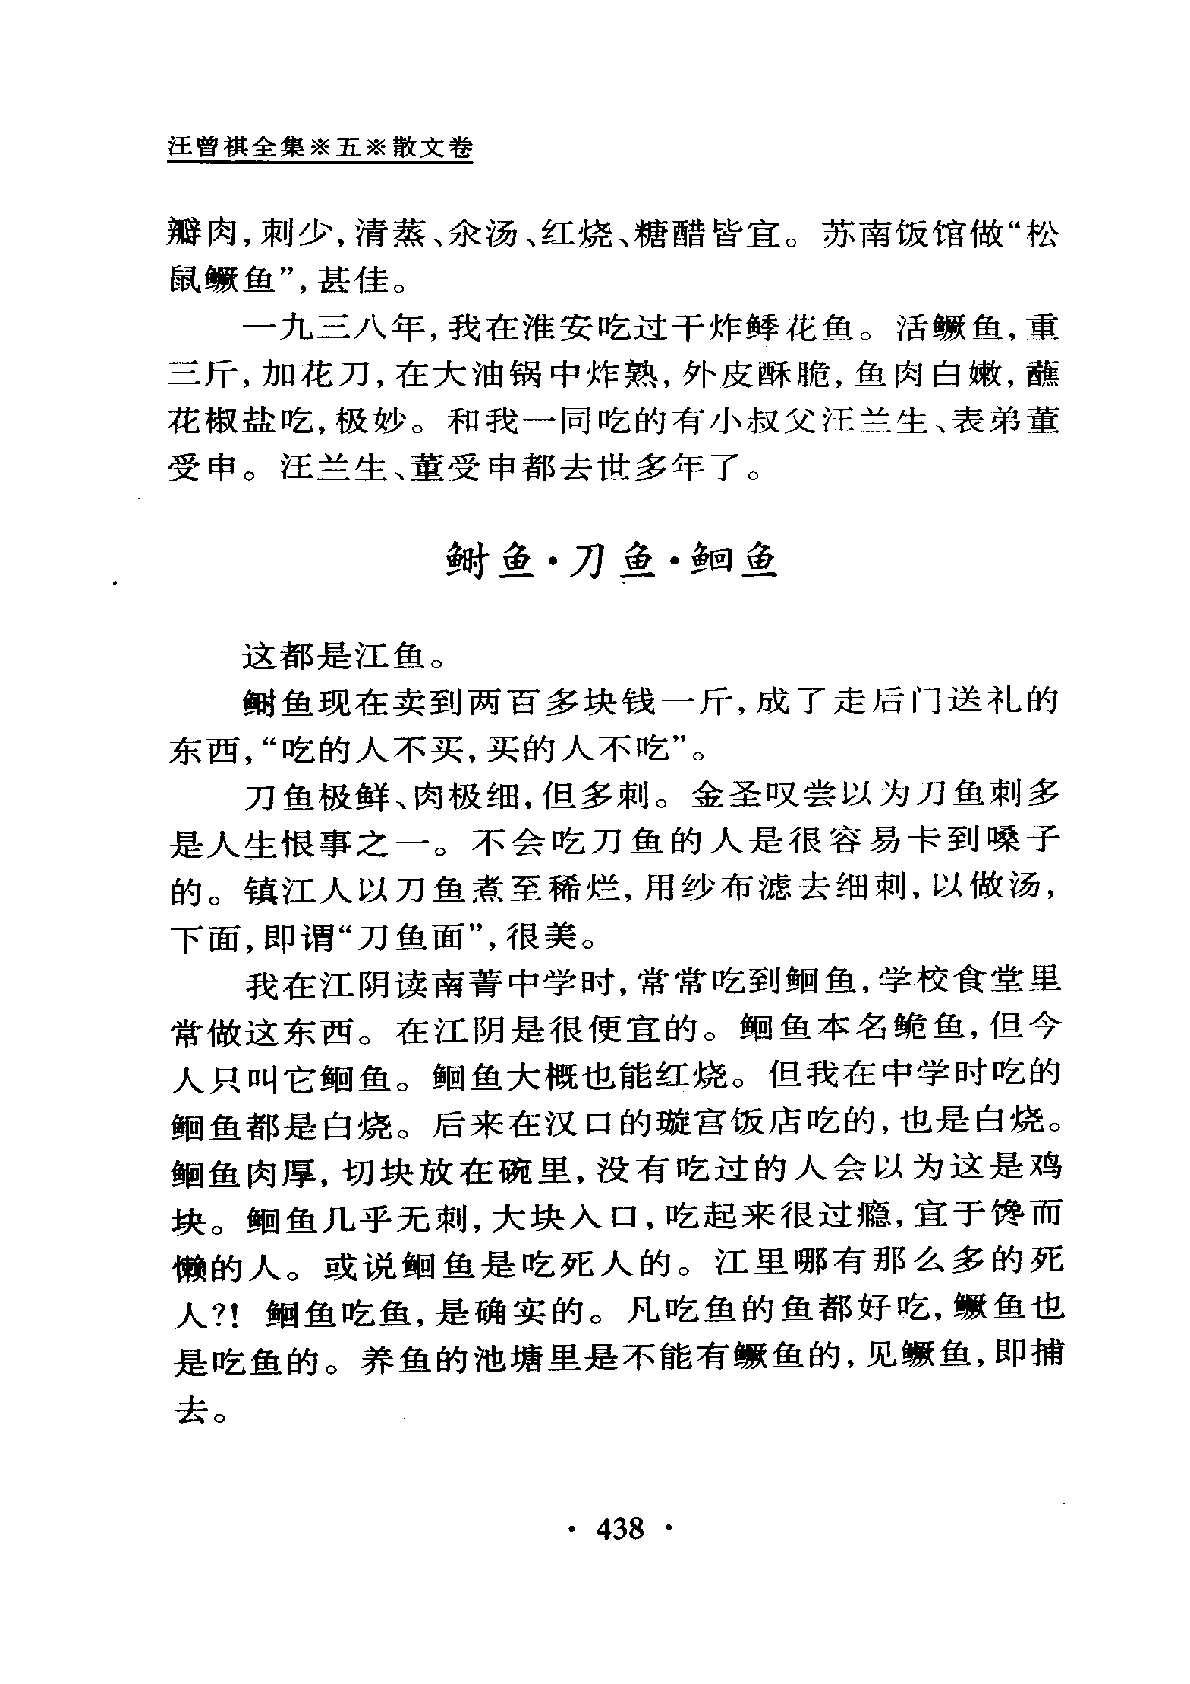 汪曾祺全集※五※散文卷
瓣肉,刺少,清蒸、汆汤、红烧、糖醋皆宜。苏南饭馆做“松
鼠鳜鱼”,甚佳。
一九三八年,我在淮安吃过干炸鯚花鱼。活鳜鱼,重
三斤,加花刀,在大油锅中炸熟,外皮酥脆,鱼肉白嫩,蘸
花椒盐吃,极妙。和我一同吃的有小叔父汪兰生、表弟董
受申。汪兰生、董受申都去世多年了。
鲥鱼·刀鱼·鮰鱼
这都是江鱼。
鲥鱼现在卖到两百多块钱一斤,成了走后门送礼的
东西,“吃的人不买,买的人不吃”。
刀鱼极鲜、肉极细,但多刺。金圣叹尝以为刀鱼刺多
是人生恨事之一。不会吃刀鱼的人是很容易卡到嗓子
的。镇江人以刀鱼煮至稀烂,用纱布滤去细刺,以做汤,
下面,即谓“刀鱼面”,很美。
我在江阴读南菁中学时,常常吃到鮰鱼,学校食堂里
常做这东西。在江阴是很便宜的。鮰鱼本名鮠鱼,但今
人只叫它鮰鱼。鮰鱼大概也能红烧。但我在中学时吃的
鮰鱼都是白烧。后来在汉口的璇宫饭店吃的,也是白烧。
鮰鱼肉厚,切块放在碗里,没有吃过的人会以为这是鸡
块。鮰鱼几乎无刺,大块入口,吃起来很过瘾,宜于馋而
懒的人。或说鮰鱼是吃死人的。江里哪有那么多的死
人?!鮰鱼吃鱼,是确实的。凡吃鱼的鱼都好吃,鳜鱼也
是吃鱼的。养鱼的池塘里是不能有鳜鱼的,见鳜鱼,即捕
去。
·438·